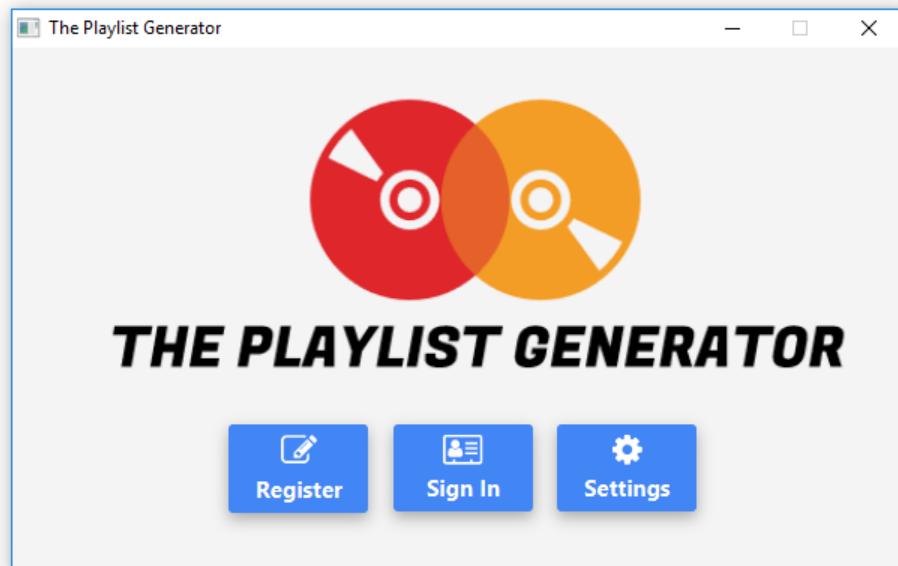 The Playlist Generator
THE PLAYLIST GENERATOR
Register
Sign In
Settings